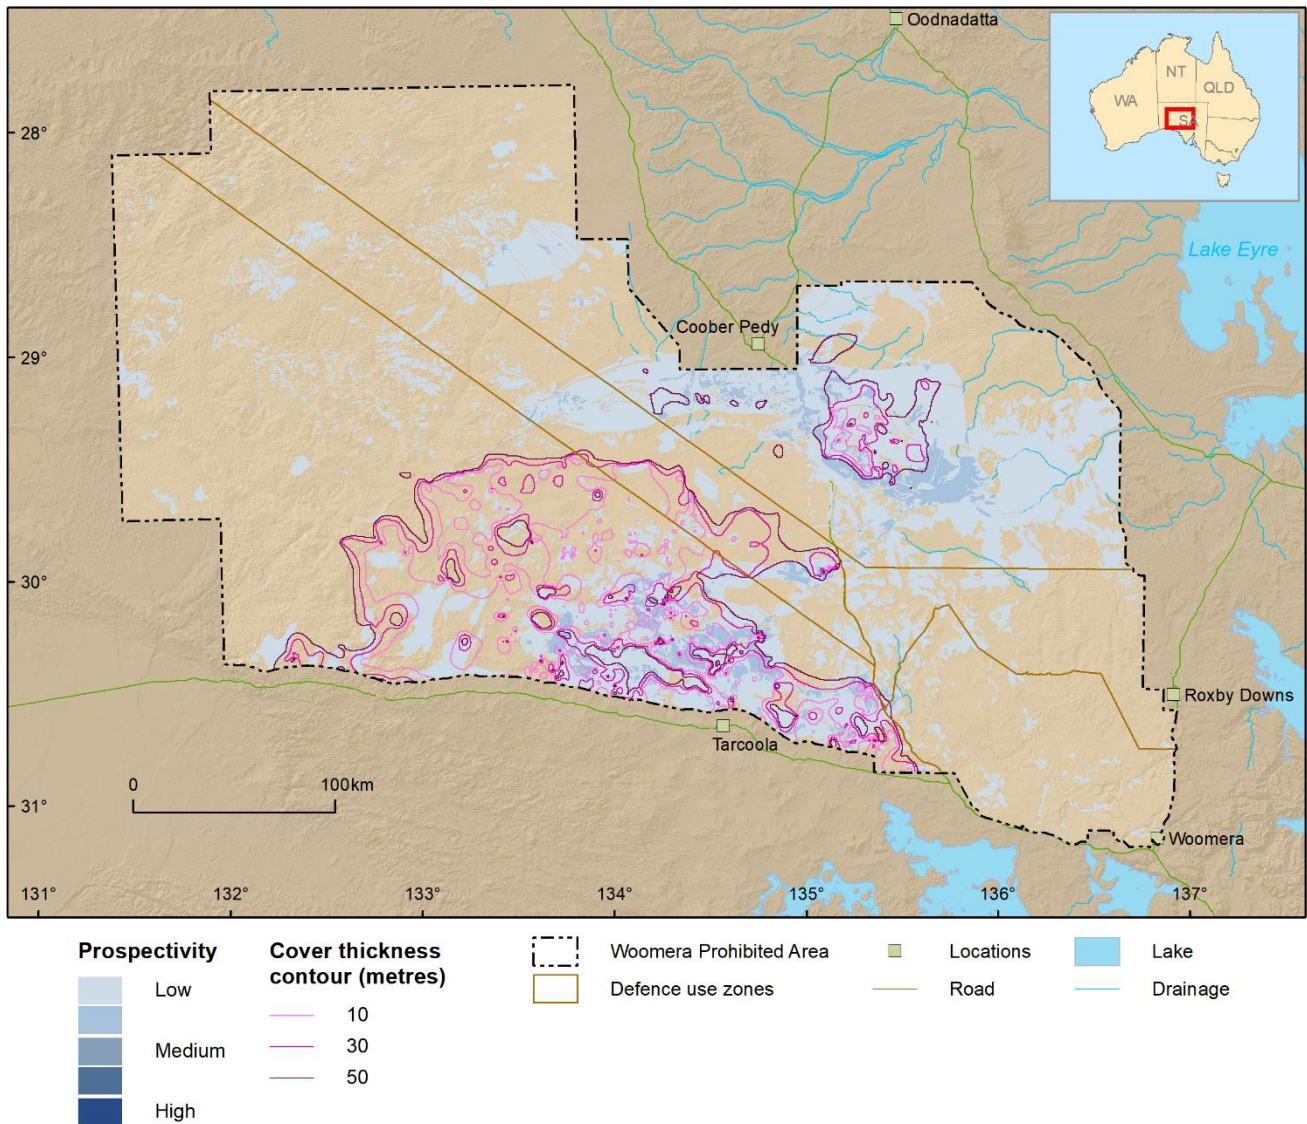 Oodnadatta
NT
QLD
WA
SA
28°
Lake Eyre
Coober Pedy
29°
30°
Roxby Downs
Tarcoola
0
100km
31°
Woomera
131°
132°
133°
134°
135°
136°
137°
Prospectivity
Low
Medium
High
Cover thickness
contour (metres)
10
30
50
Woomera Prohibited Area
Defence use zones
Locations
Road
Lake
Drainage